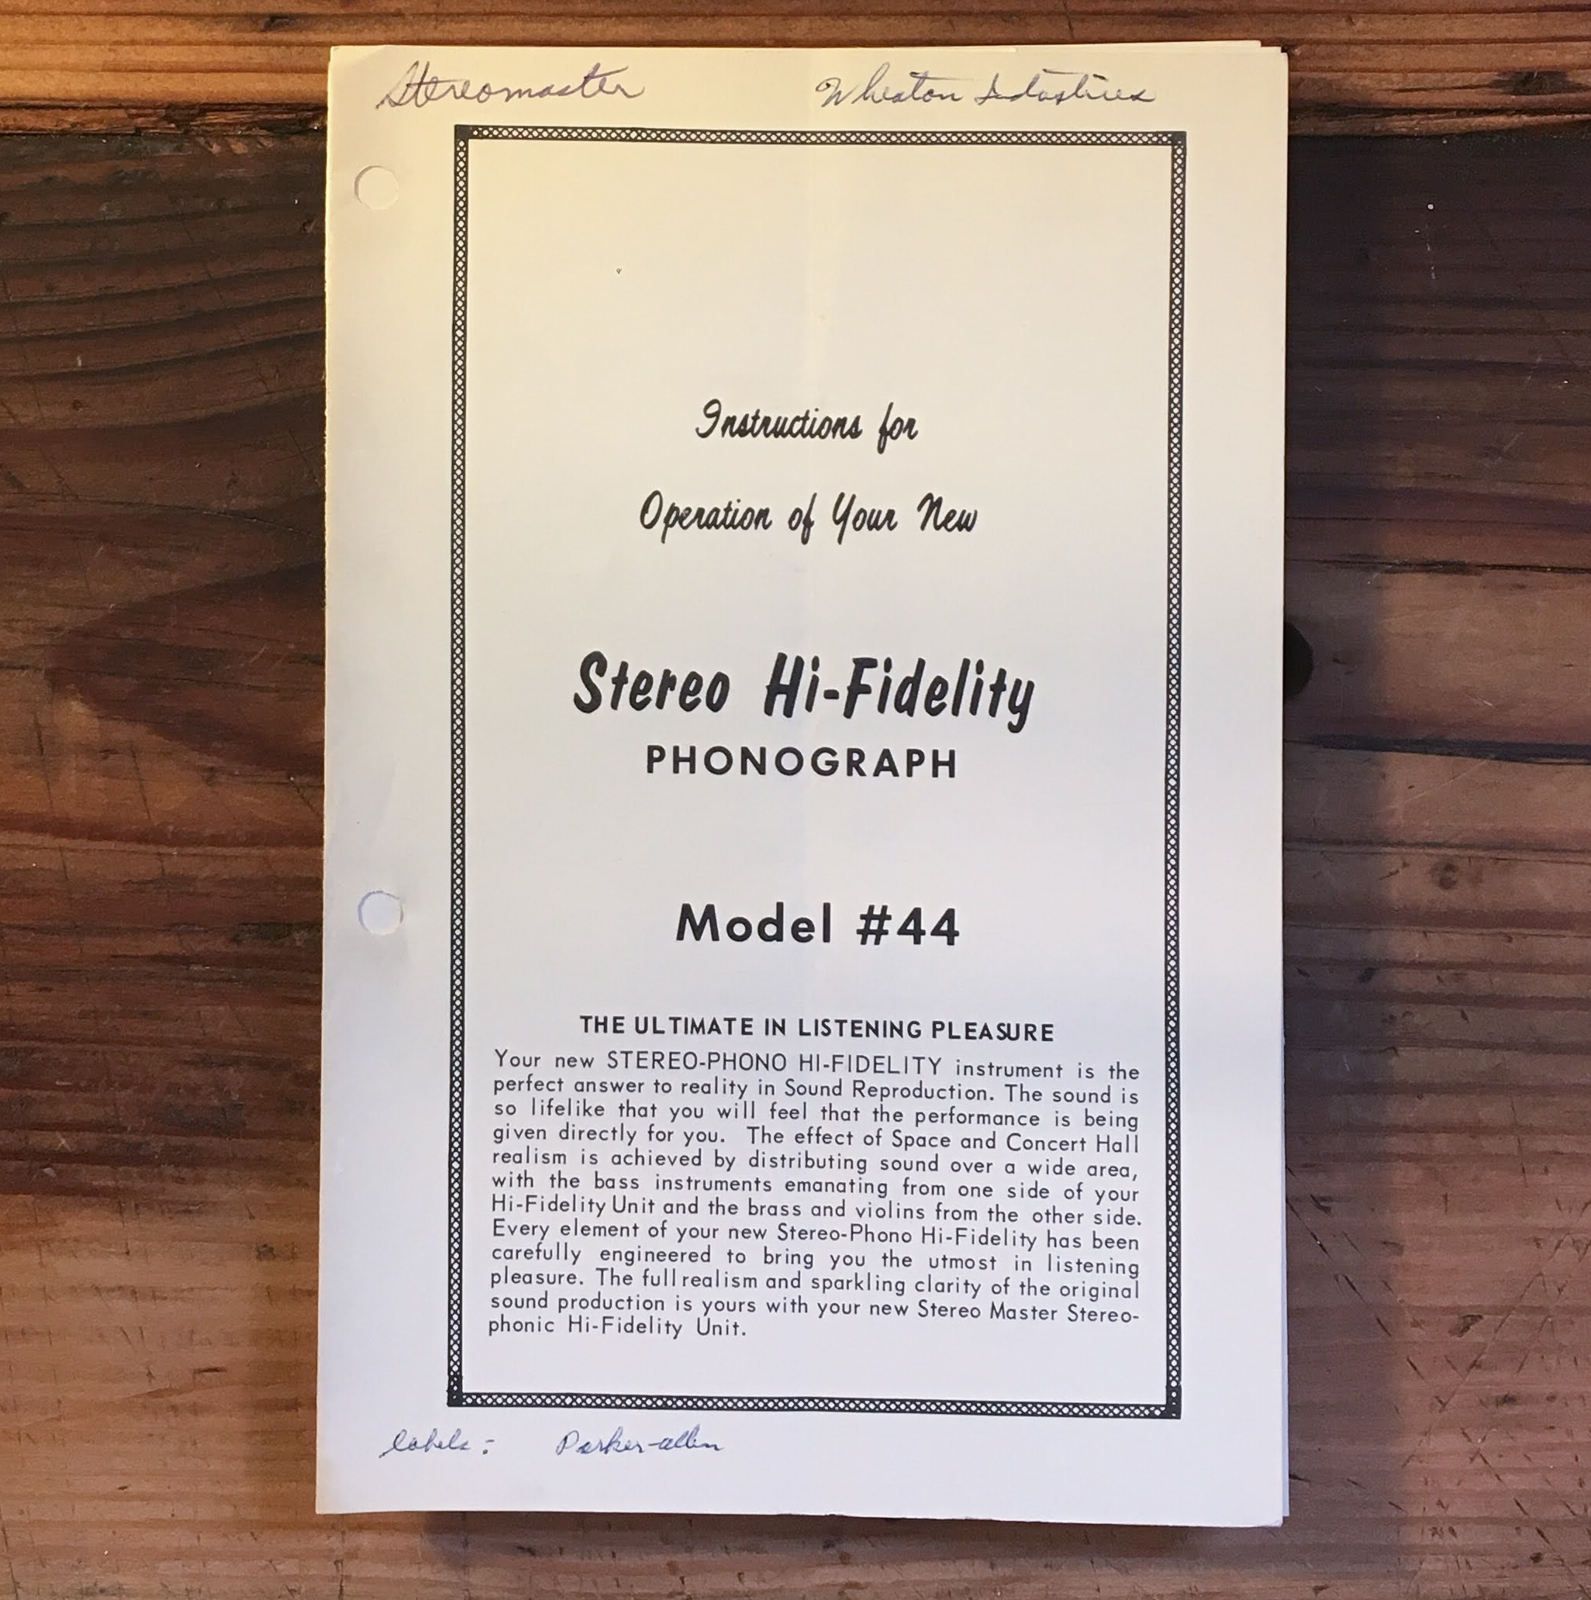 Stereomaster Wheaton Industries
Instructions for
Operation of Your New
Stereo Hi-Fidelity
PHONOGRAPH
Model #44
THE ULTIMATE IN LISTENING PLEASURE
Your new STEREO-PHONO HI-FIDELITY instrument is the
perfect answer to reality in Sound Reproduction. The sound is
so lifelike that you will feel that the performance is being
given directly for you. The effect of Space and Concert Hall
realism is achieved by distributing sound over a wide area,
with the bass instruments emanating from one side of your
Hi-Fidelity Unit and the brass and violins from the other side.
Every element of your new Stereo-Phono Hi-Fidelity has been
carefully engineered to bring you the utmost in listening
pleasure. The full realism and sparkling clarity of the original
sound production is yours with your new Stereo Master Stereo-
phonic Hi-Fidelity Unit.
labels: Parker-allen